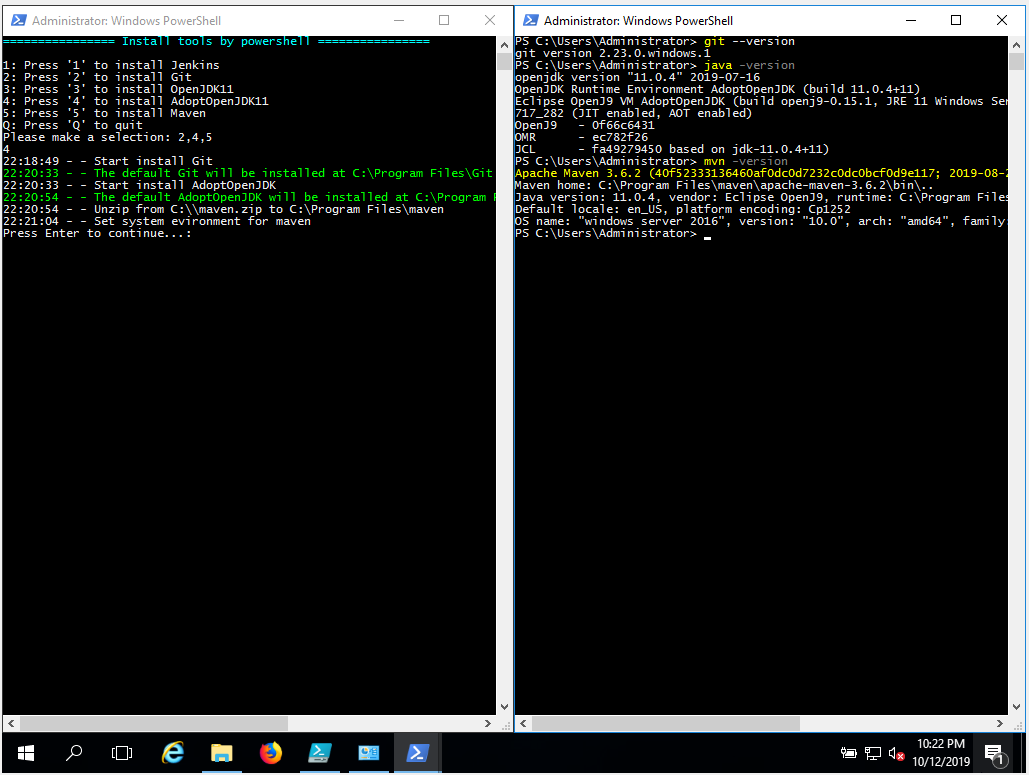 Administrator: Windows PowerShell
================ Install tools by powershell ================
1: Press '1' to install Jenkins
2: Press '2' to install Git
3: Press '3' to install OpenJDK11
4: Press '4' to install AdoptOpenJDK11
5: Press '5' to install Maven
Q: Press 'Q' to quit
Please make a selection: 2,4,5
4
22:18:49 - - Start install Git
22:20:33 - - The default Git will be installed at C:\Program Files\Git
22:20:33 - - Start install AdoptOpenJDK
22:20:54 - - The default AdoptOpenJDK will be installed at C:\Program F
22:20:54 - - Unzip from C:\\maven.zip to C:\Program Files\maven
22:21:04 - - Set system evironment for maven
Press Enter to continue...:
Administrator: Windows PowerShell
PS C:\Users\Administrator> git --version
git version 2.23.0.windows.1
PS C:\Users\Administrator> java -version
openjdk version "11.0.4" 2019-07-16
OpenJDK Runtime Environment AdoptOpenJDK (build 11.0.4+11)
Eclipse OpenJ9 VM AdoptOpenJDK (build openj9-0.15.1, JRE 11 Windows Ser
717_282 (JIT enabled, AOT enabled)
OpenJ9   - 0f66c6431
OMR      - ec782f26
JCL      - fa49279450 based on jdk-11.0.4+11)
PS C:\Users\Administrator> mvn -version
Apache Maven 3.6.2 (40f52333136460af0dc0d7232c0dc0bcf0d9e117; 2019-08-2
Maven home: C:\Program Files\maven\apache-maven-3.6.2\bin\..
Java version: 11.0.4, vendor: Eclipse OpenJ9, runtime: C:\Program Files
Default locale: en_US, platform encoding: Cp1252
OS name: "windows server 2016", version: "10.0", arch: "amd64", family
PS C:\Users\Administrator>
10:22 PM
10/12/2019
1